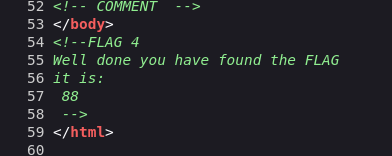 52 <!-- COMMENT  -->
53 </body>
54 <!--FLAG 4
55 Well done you have found the FLAG
56 it is:
57  88
58  -->
59 </html>
60